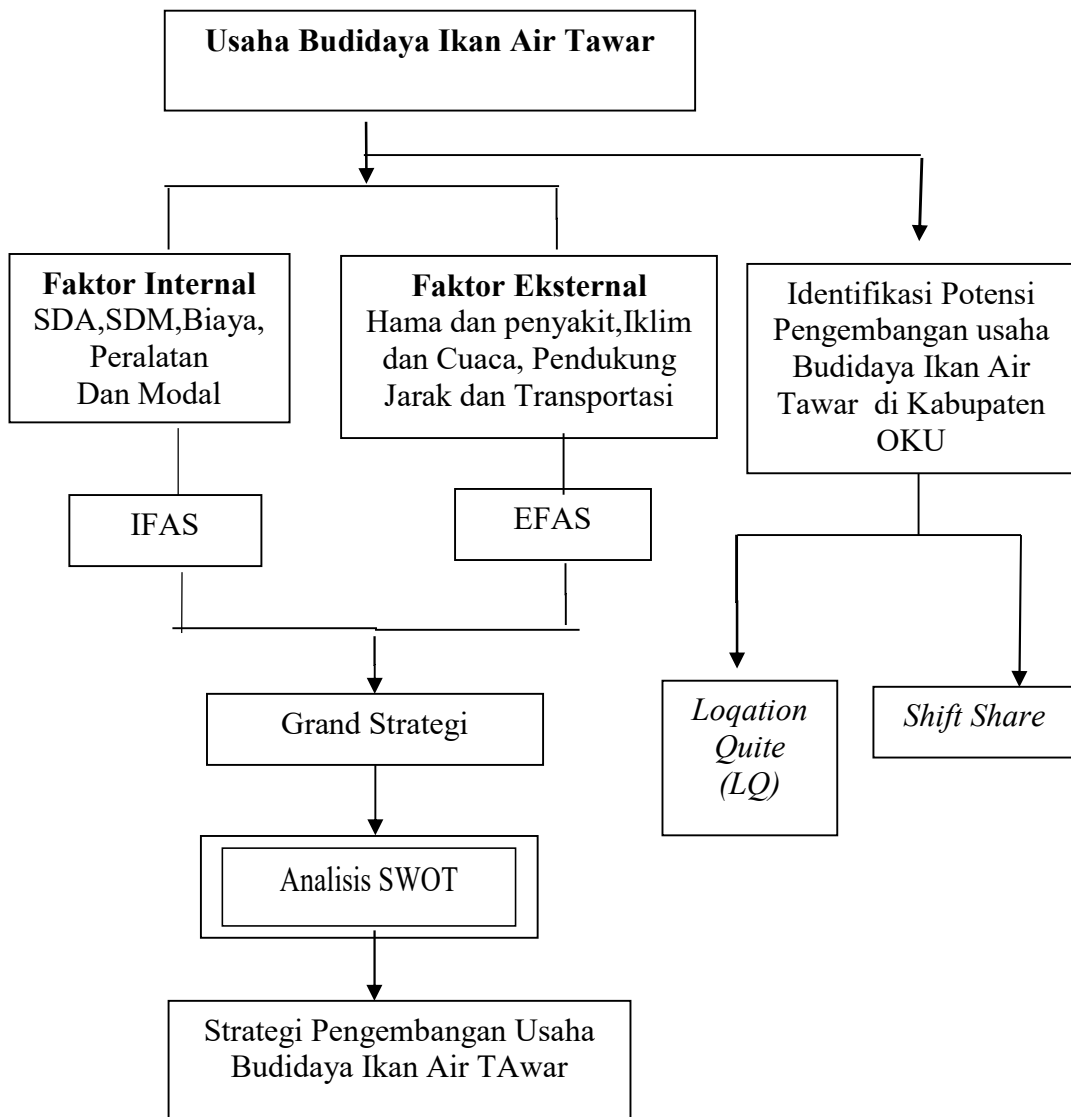 Usaha Budidaya Ikan Air Tawar
Faktor Internal
SDA,SDM,Biaya,
Peralatan
Dan Modal
Faktor Eksternal
Hama dan penyakit,Iklim
dan Cuaca, Pendukung
Jarak dan Transportasi
Identifikasi Potensi
Pengembangan usaha
Budidaya Ikan Air
Tawar di Kabupaten
OKU
IFAS
EFAS
Grand Strategi
Loqation
Quite
(LQ)
Shift Share
Analisis SWOT
Strategi Pengembangan Usaha
Budidaya Ikan Air TAwar